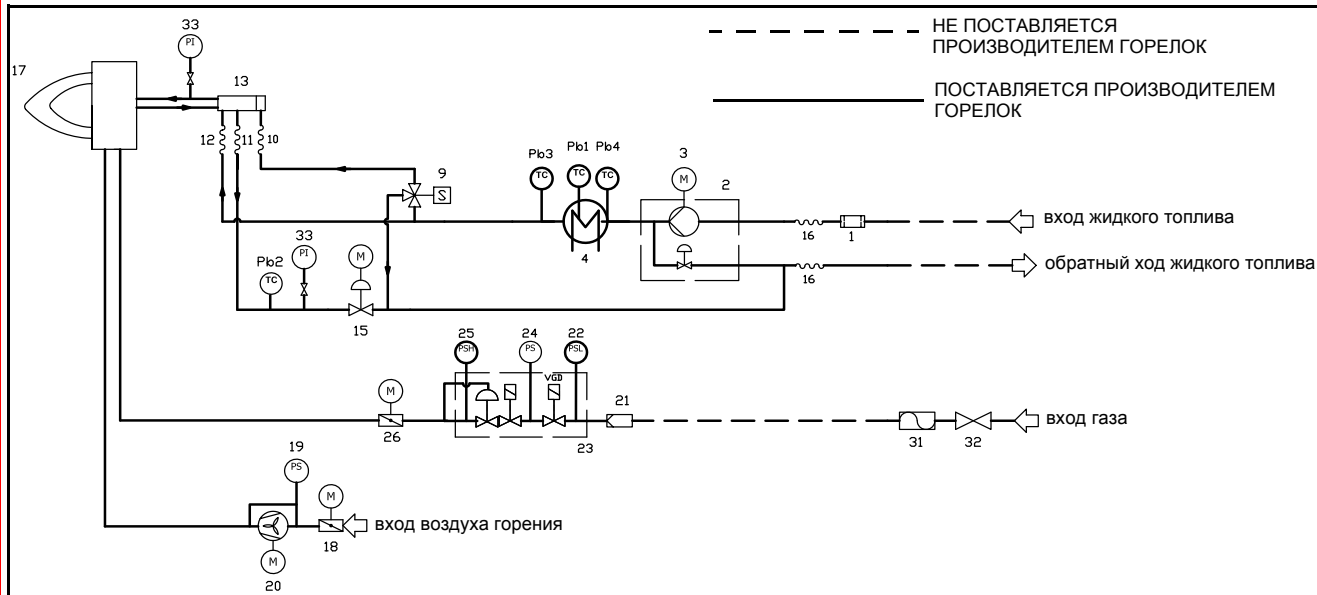 НЕ ПОСТАВЛЯЕТСЯ
ПРОИЗВОДИТЕЛЕМ ГОРЕЛОК
ПОСТАВЛЯЕТСЯ ПРОИЗВОДИТЕЛЕМ
ГОРЕЛОК
33
PI
17
13
12
11
10
9
S
Pb3
Pb1
Pb4
TC
TC
TC
3
M
2
4
16
1
вход жидкого топлива
16
обратный ход жидкого топлива
33
Pb2
PI
M
TC
15
25
24
22
PSH
PS
PSL
VGD
M
21
26
23
31
32
вход газа
19
PS
M
вход воздуха горения
18
M
20